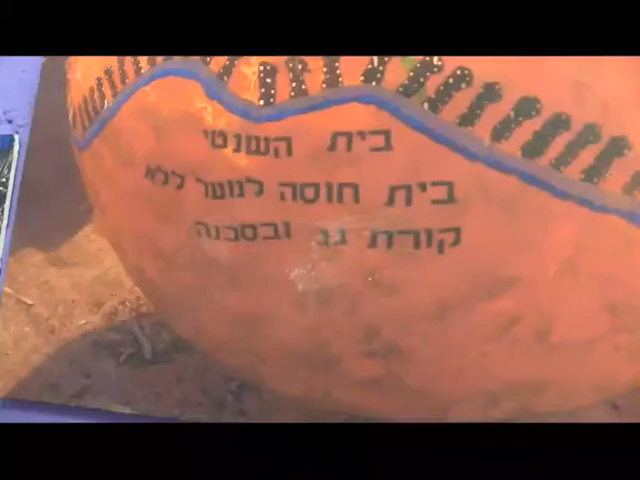 בית השנטי
בית חוסה לנוער ללא
קורת גג ובסכנה